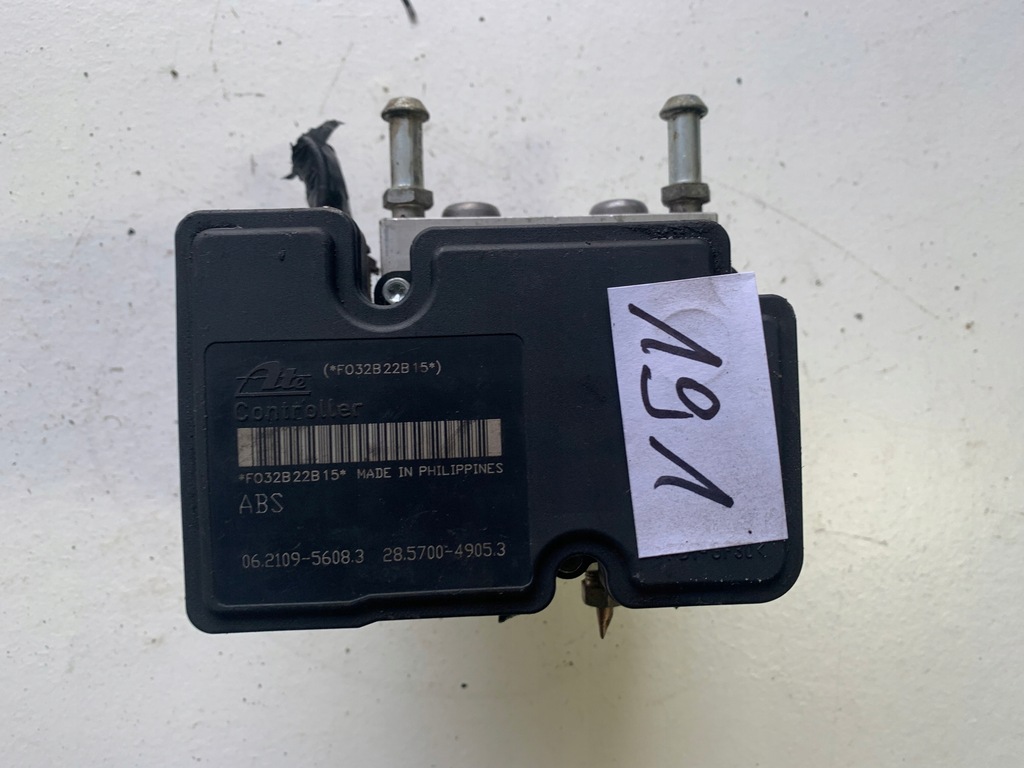 Ate (*F032B22B15*)
Controller
*F032B22B15* MADE IN PHILIPPINES
ABS
06.2109-5608.3 28.5700-4905.3
191